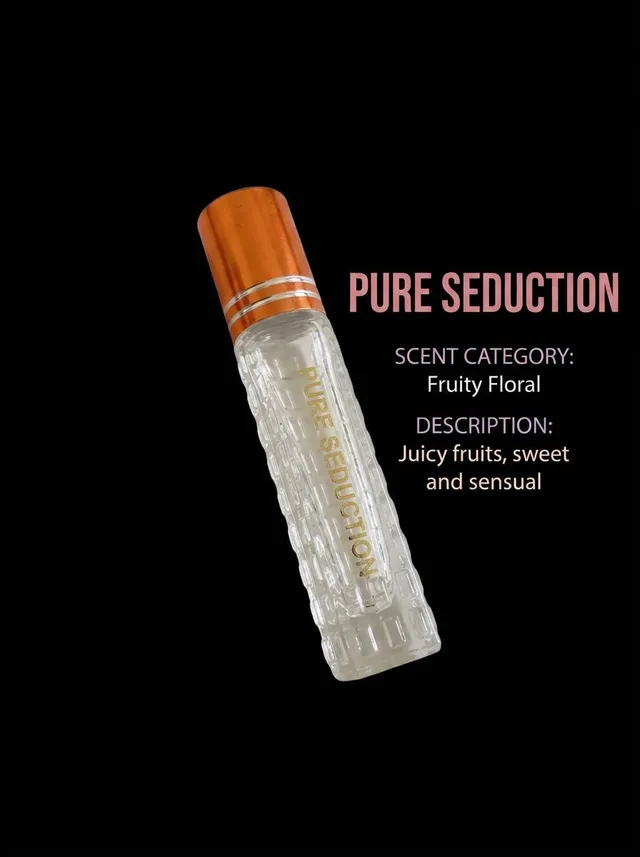 PURE SEDUCTION
SCENT CATEGORY:
Fruity Floral
DESCRIPTION:
Juicy fruits, sweet
and sensual
PURE SEDUCTION